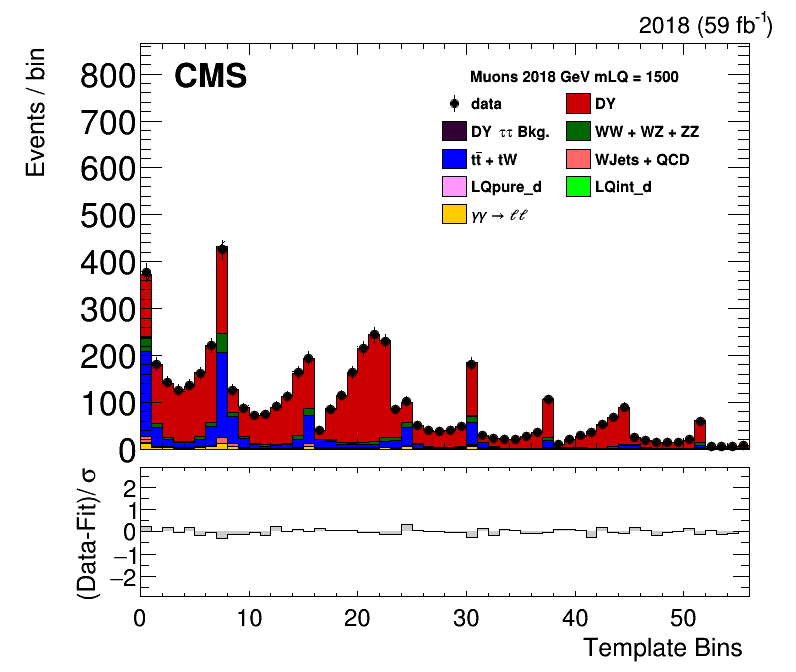 2018 (59 fb⁻¹)
Events / bin
CMS
Muons 2018 GeV mLQ = 1500
data
DY
DY ττ Bkg.
WW + WZ + ZZ
tt̅ + tW
WJets + QCD
LQpure_d
LQint_d
γγ → ℓℓ
800
700
600
500
400
300
200
100
0
(Data-Fit)/ σ
2
1
0
−1
−2
0 10 20 30 40 50
Template Bins